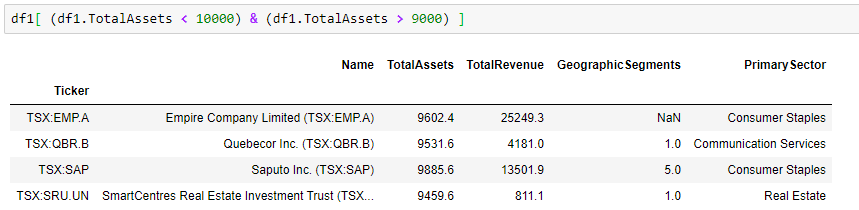 df1[ (df1.TotalAssets < 10000) & (df1.TotalAssets > 9000) ]
Name TotalAssets TotalRevenue GeographicSegments PrimarySector
Ticker
TSX:EMP.A Empire Company Limited (TSX:EMP.A) 9602.4 25249.3 NaN Consumer Staples
TSX:QBR.B Quebecor Inc. (TSX:QBR.B) 9531.6 4181.0 1.0 Communication Services
TSX:SAP Saputo Inc. (TSX:SAP) 9885.6 13501.9 5.0 Consumer Staples
TSX:SRU.UN SmartCentres Real Estate Investment Trust (TSX... 9459.6 811.1 1.0 Real Estate